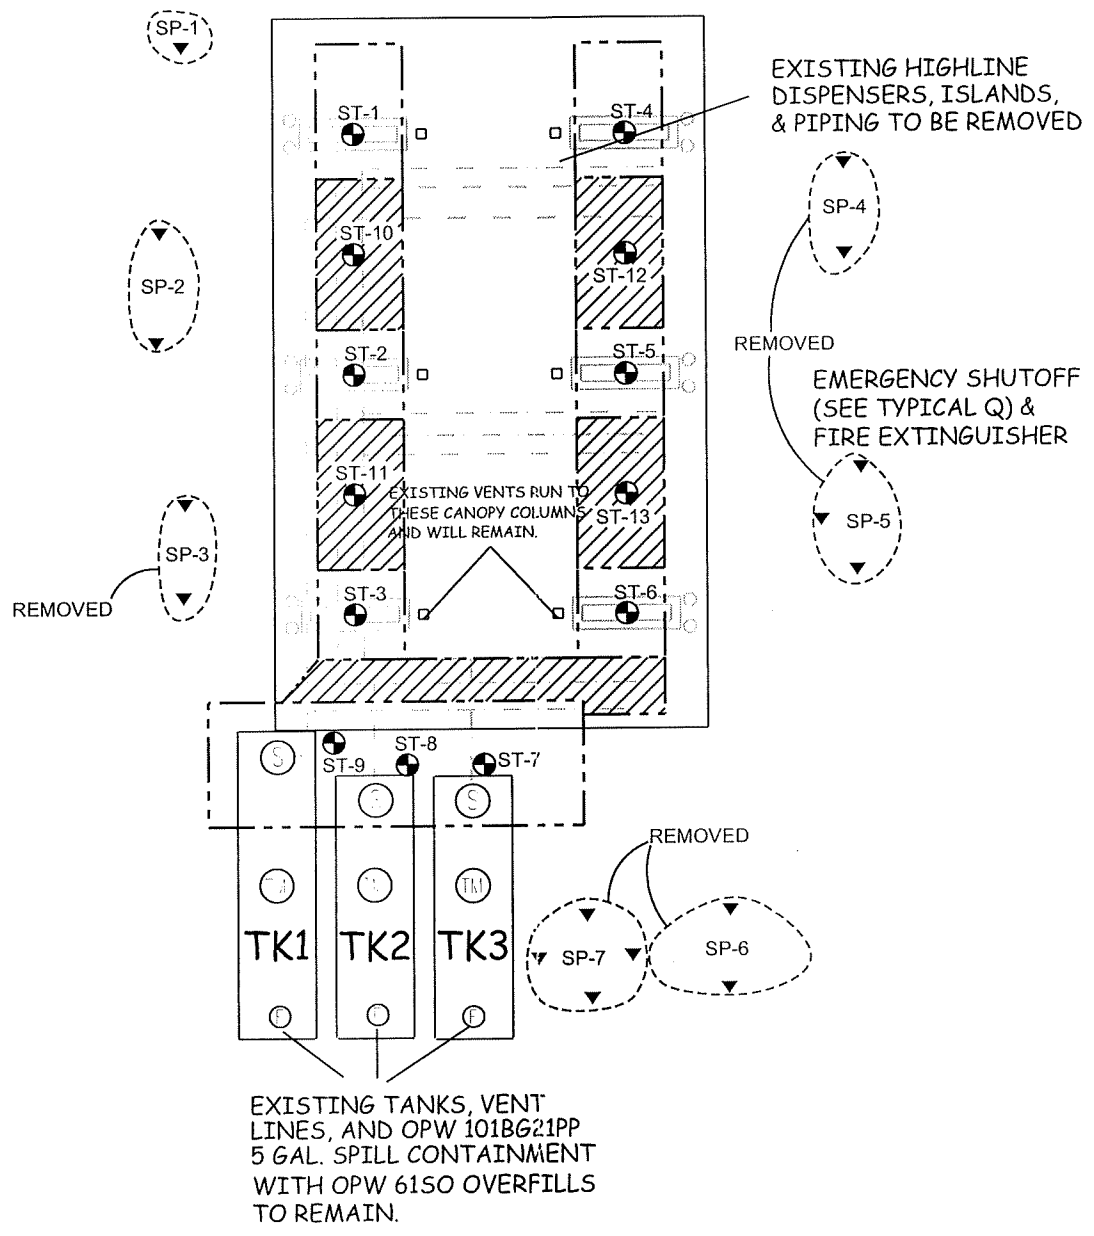 SP-1
EXISTING HIGHLINE
DISPENSERS, ISLANDS,
& PIPING TO BE REMOVED
ST-1
ST-4
SP-4
ST-10
ST-12
SP-2
REMOVED
ST-2
ST-5
EMERGENCY SHUTOFF
(SEE TYPICAL Q) &
FIRE EXTINGUISHER
ST-11
EXISTING VENTS RUN TO
THESE CANOPY COLUMNS
AND WILL REMAIN.
ST-13
SP-5
SP-3
REMOVED
ST-3
ST-6
ST-9
ST-8
ST-7
S
S
S
REMOVED
TM
TM
TK1
TK2
TK3
SP-7
SP-6
F
F
EXISTING TANKS, VENT
LINES, AND OPW 101BG21PP
5 GAL. SPILL CONTAINMENT
WITH OPW 61SO OVERFILLS
TO REMAIN.